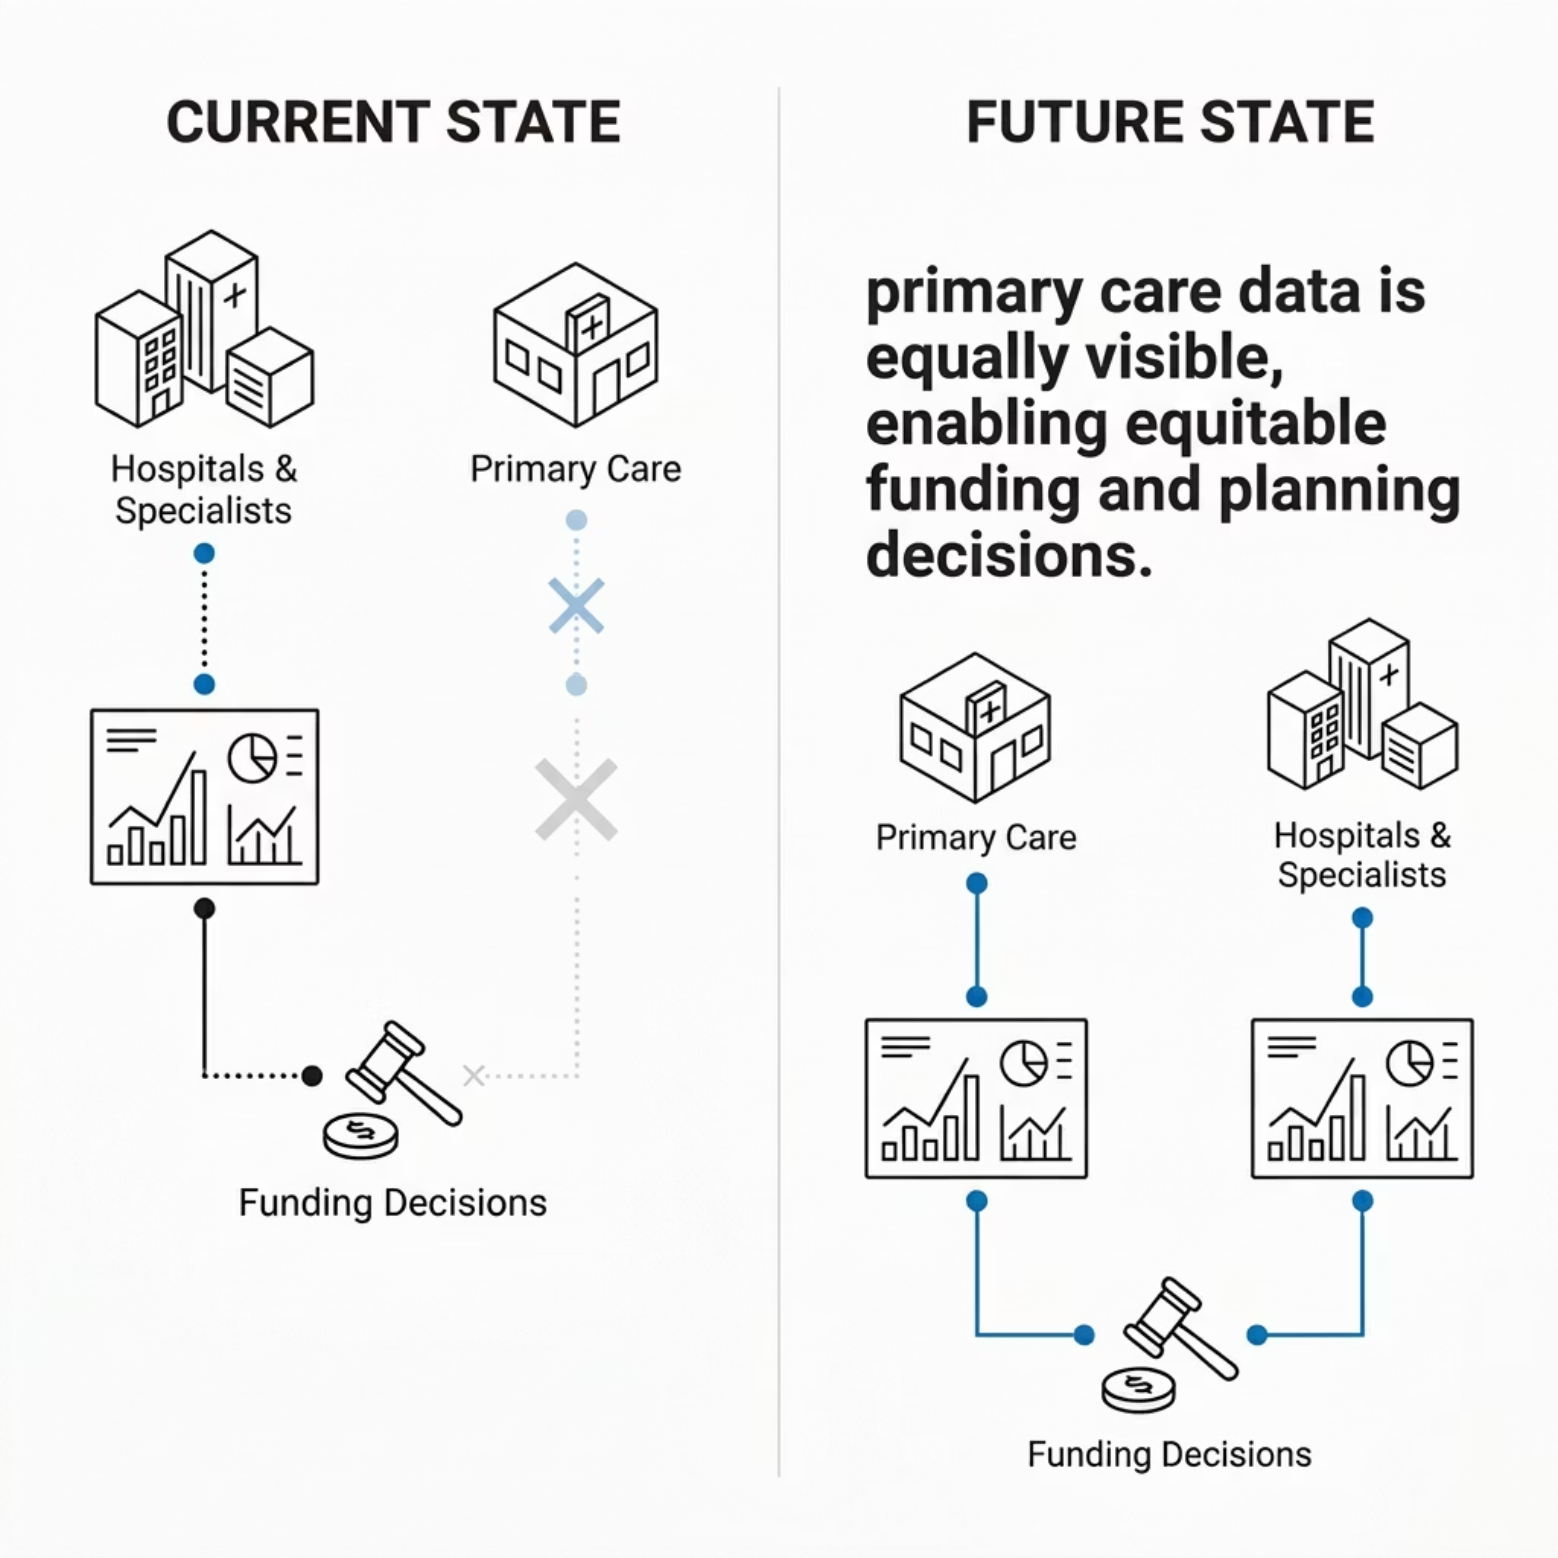 CURRENT STATE
Hospitals &
Specialists
Primary Care
$
Funding Decisions
FUTURE STATE
primary care data is
equally visible,
enabling equitable
funding and planning
decisions.
Primary Care
Hospitals &
Specialists
$
Funding Decisions